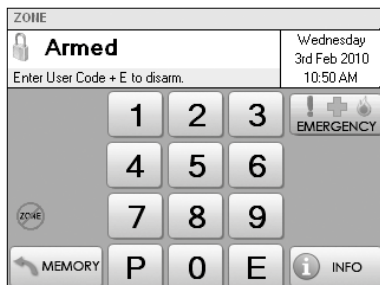 ZONE
Armed
Enter User Code + E to disarm.
Wednesday
3rd Feb 2010
10:50 AM
1 2 3
EMERGENCY
4 5 6
ZONE
7 8 9
MEMORY
P 0 E
INFO